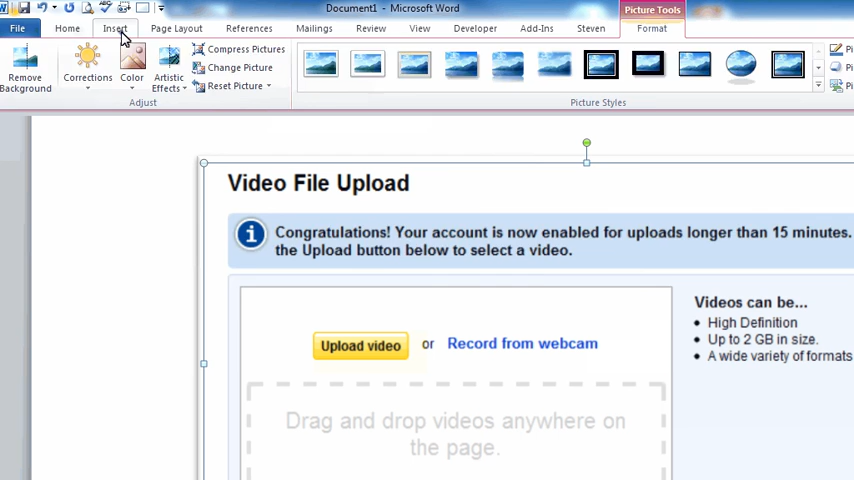 Document1 - Microsoft Word
Picture Tools
File Home Insert Page Layout References Mailings Review View Developer Add-Ins Steven Format
Remove Background
Corrections
Color
Artistic Effects
Compress Pictures
Change Picture
Reset Picture
Adjust
Picture Styles
Pi
Pi
Pi
Video File Upload
Congratulations! Your account is now enabled for uploads longer than 15 minutes.
the Upload button below to select a video.
Upload video or Record from webcam
Drag and drop videos anywhere on
the page.
Videos can be...
• High Definition
• Up to 2 GB in size.
• A wide variety of formats